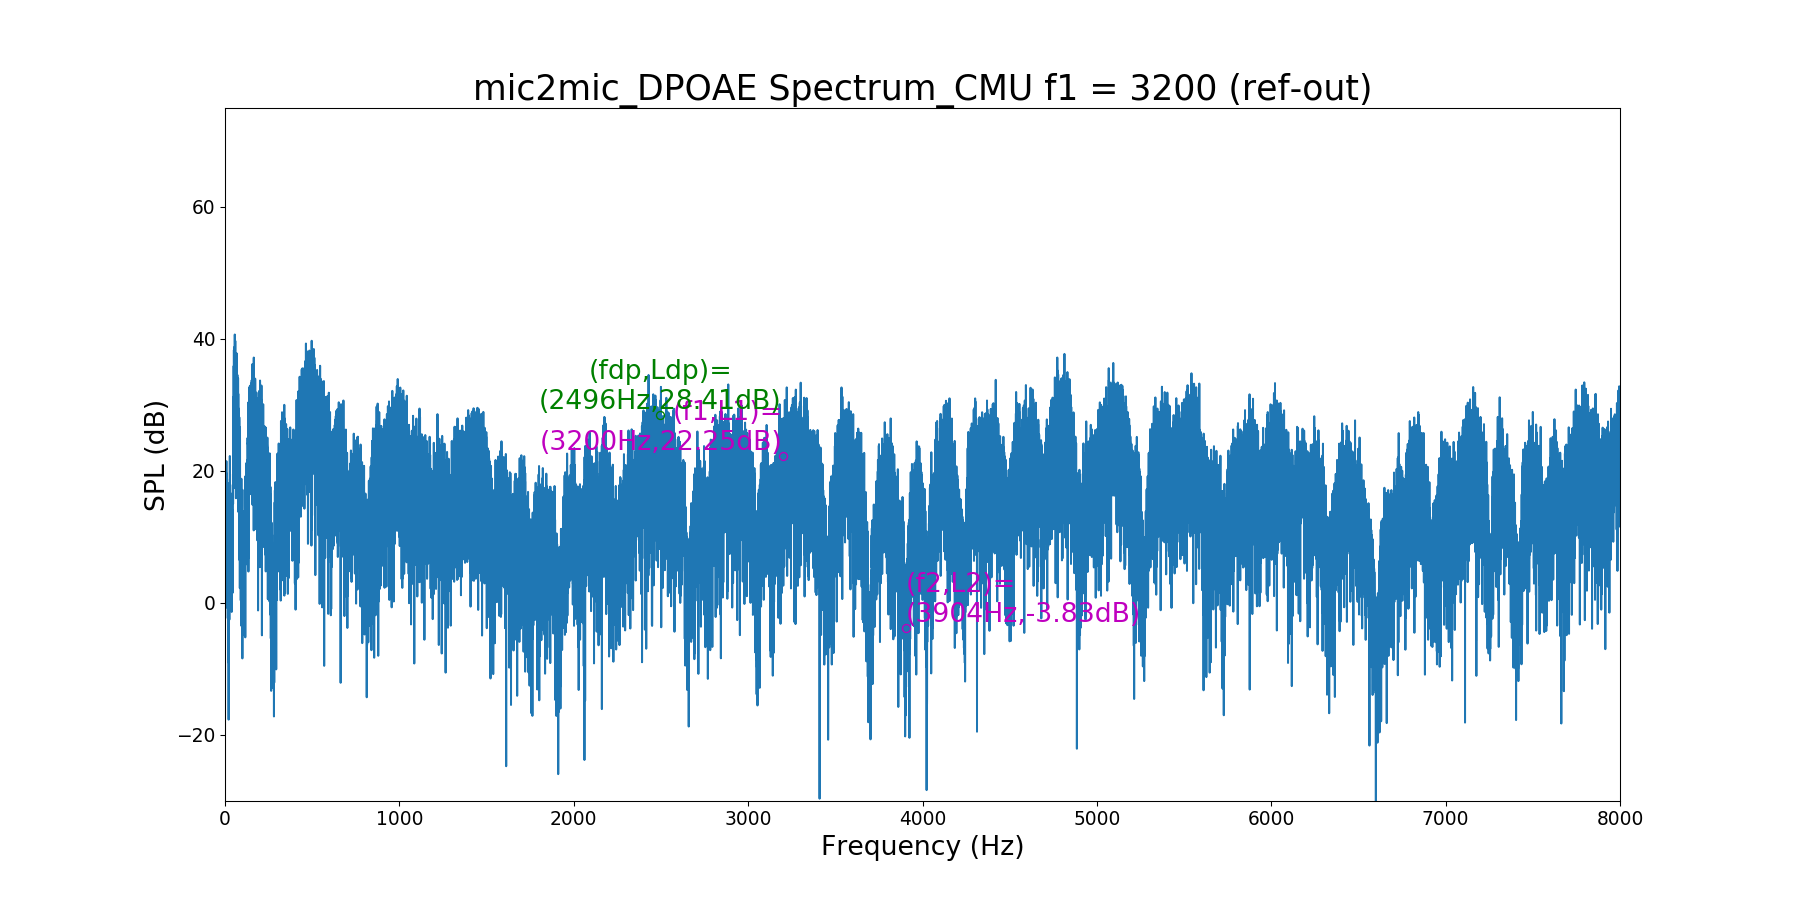 mic2mic_DPOAE Spectrum_CMU f1 = 3200 (ref-out)
SPL (dB)
60
40
20
0
−20
(fdp,Ldp)=
(2496Hz,28.41dB)
(f1,L1)=
(3200Hz,22.25dB)
(f2,L2)=
(3904Hz,-3.83dB)
0
1000
2000
3000
4000
5000
6000
7000
8000
Frequency (Hz)